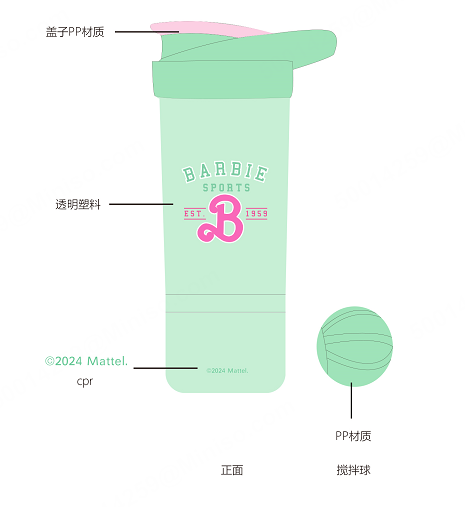 盖子PP材质
BARBIE
SPORTS
EST. B 1959
透明塑料
©2024 Mattel.
cpr
©2024 Mattel.
PP材质
正面
搅拌球